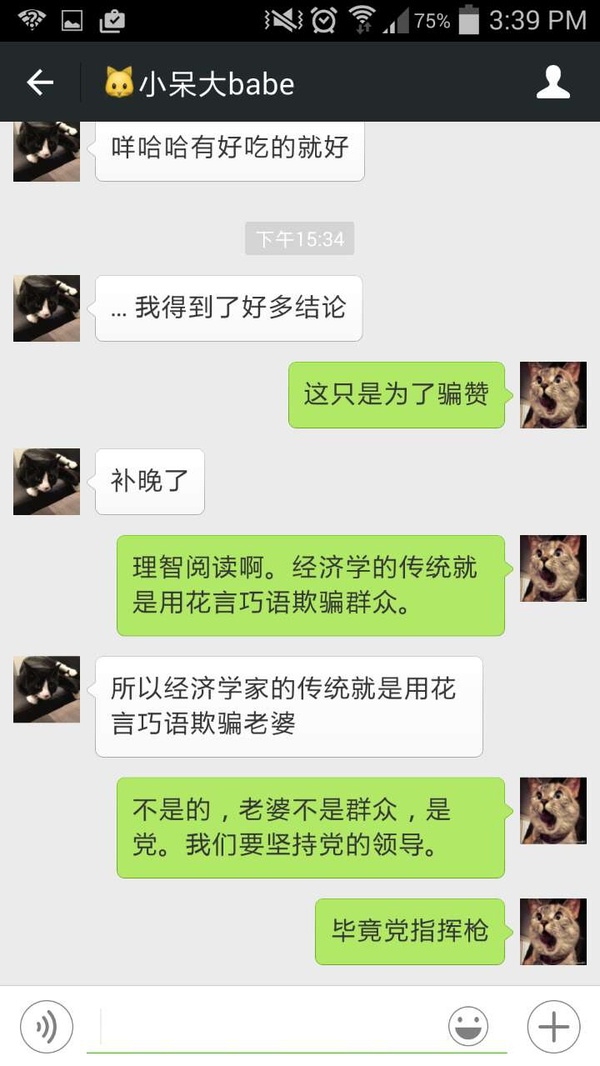 75% 3:39 PM
小呆大babe
咩哈哈有好吃的就好
下午15:34
... 我得到了好多结论
这只是为了骗赞
补晚了
理智阅读啊。经济学的传统就
是用花言巧语欺骗群众。
所以经济学家的传统就是用花
言巧语欺骗老婆
不是的，老婆不是群众，是
党。我们要坚持党的领导。
毕竟党指挥枪